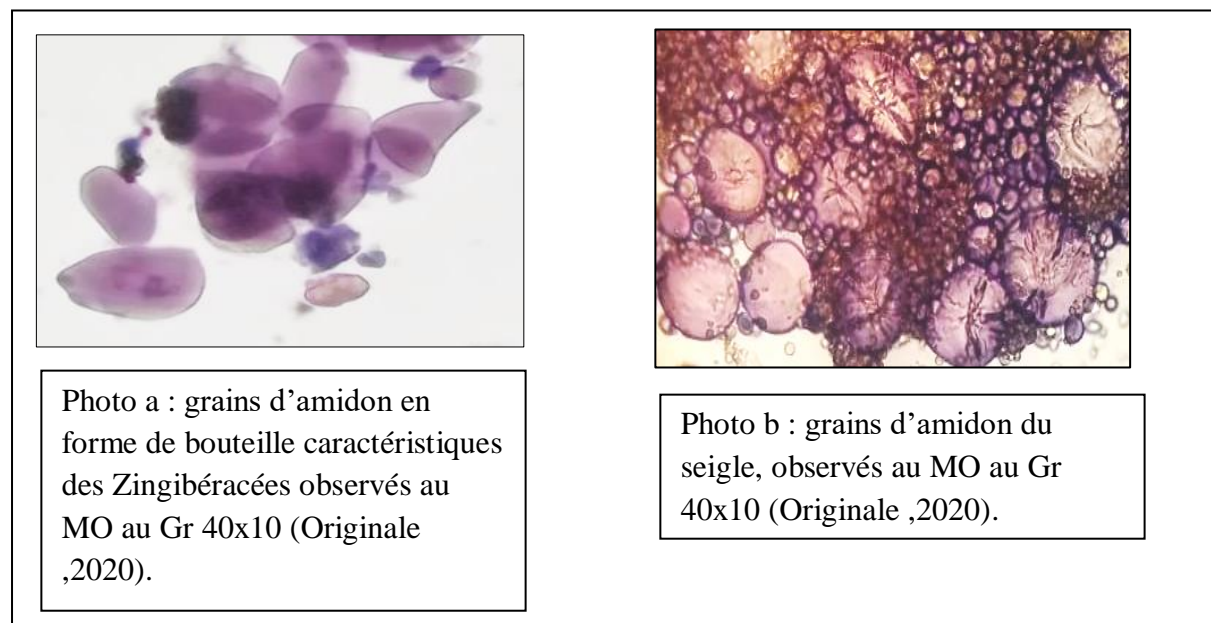 Photo a : grains d’amidon en
forme de bouteille caractéristiques
des Zingibéracées observés au
MO au Gr 40x10 (Originale
,2020).
Photo b : grains d’amidon du
seigle, observés au MO au Gr
40x10 (Originale ,2020).